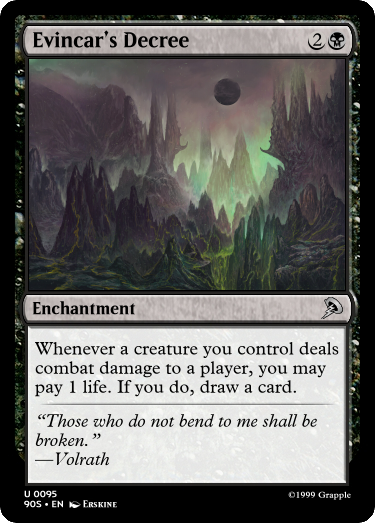 Evincar's Decree 2
Enchantment
Whenever a creature you control deals
combat damage to a player, you may
pay 1 life. If you do, draw a card.
“Those who do not bend to me shall be
broken.”
—Volrath
U 0095
90S • EN Erskine
©1999 Grapple